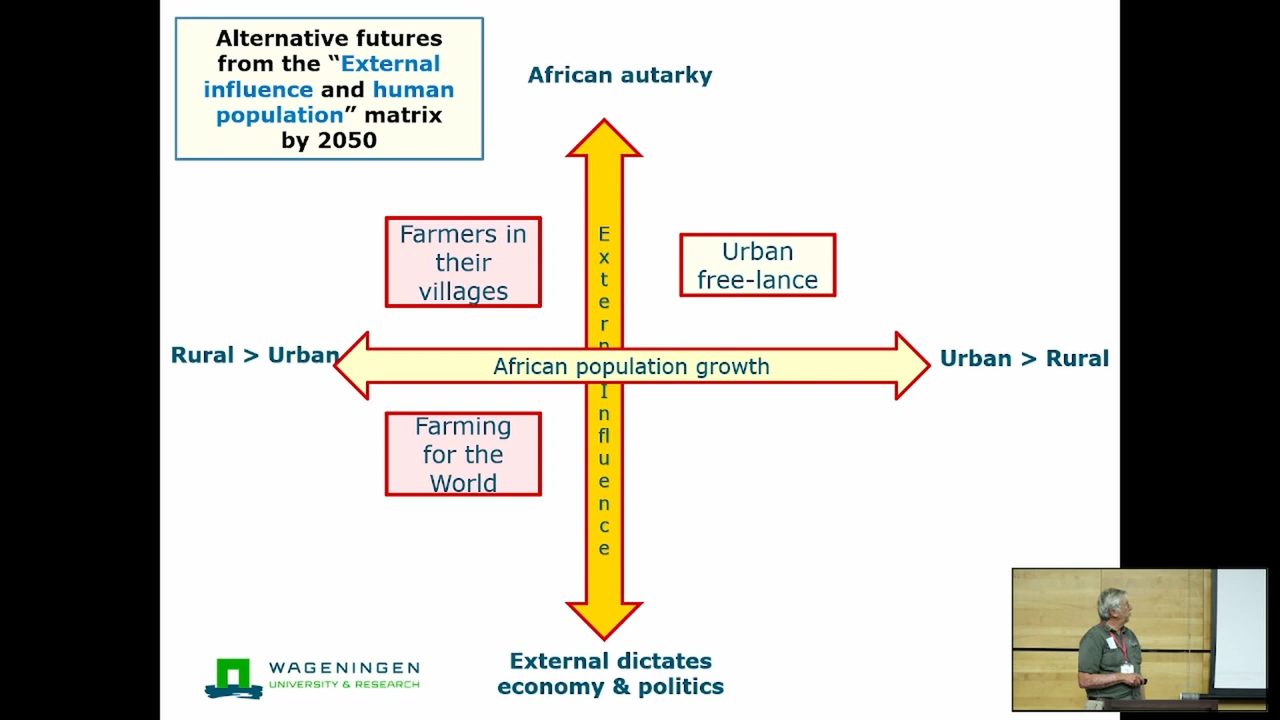 Alternative futures
from the “External
influence and human
population” matrix
by 2050
African autarky
Farmers in
their
villages
Urban
free-lance
E
x
t
e
r
n
Rural > Urban
African population growth
Urban > Rural
I
n
fl
u
e
n
c
e
Farming
for the
World
External dictates
economy & politics
WAGENINGEN
UNIVERSITY & RESEARCH